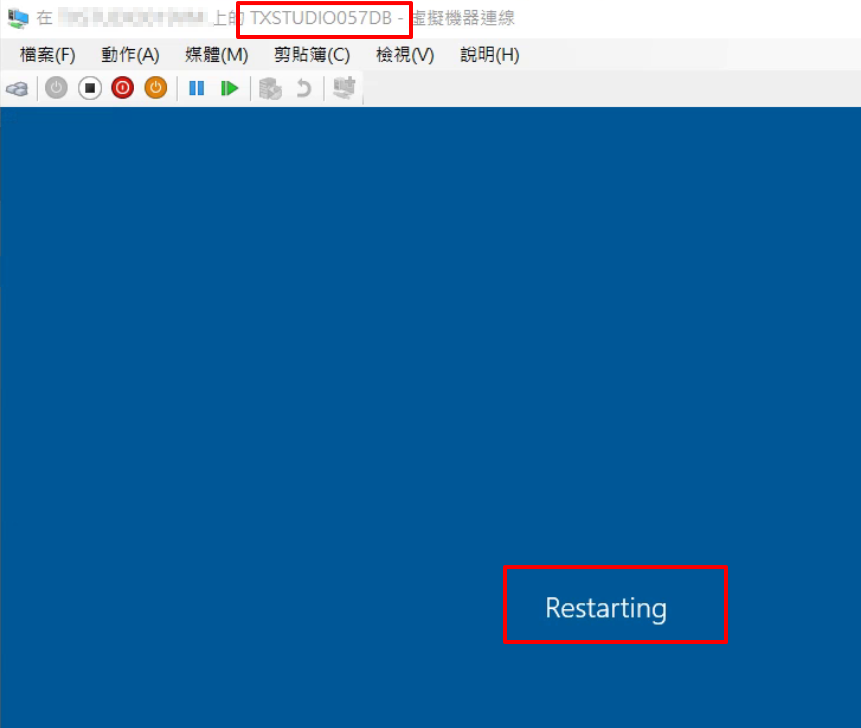 在 上的 TXSTUDIO057DB - 虛擬機器連線
檔案(F) 動作(A) 媒體(M) 剪貼簿(C) 檢視(V) 說明(H)
Restarting